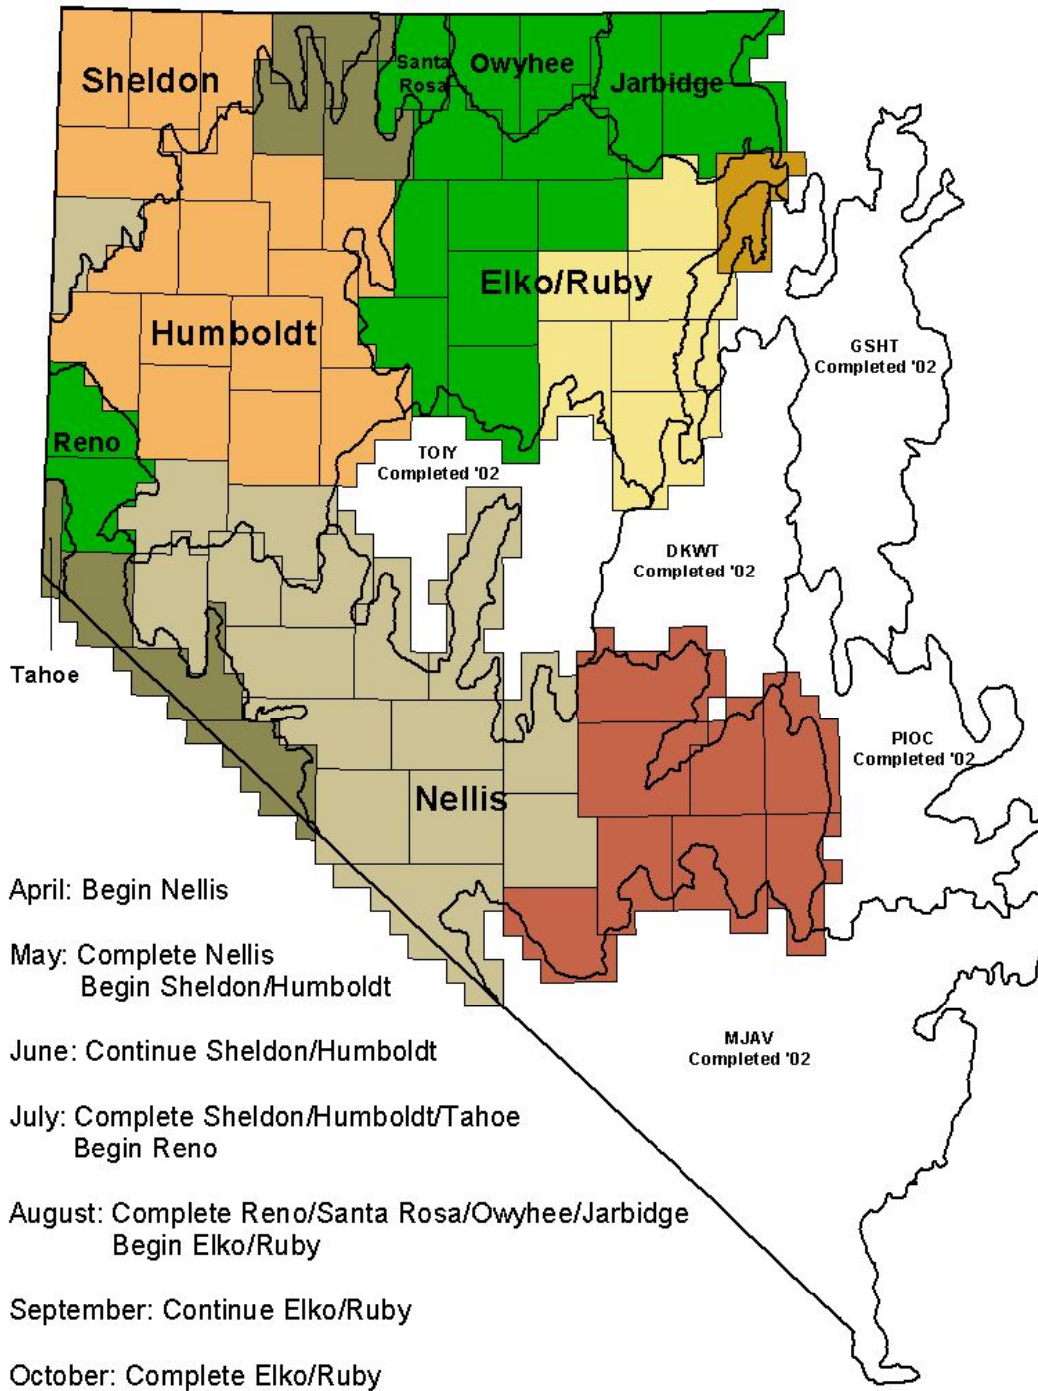 Sheldon
Santa
Rosa
Owyhee
Jarbidge
Elko/Ruby
Humboldt
GSHT
Completed '02
Reno
TOIY
Completed '02
DKWT
Completed '02
Tahoe
PIOC
Completed '02
Nellis
April: Begin Nellis
May: Complete Nellis
Begin Sheldon/Humboldt
June: Continue Sheldon/Humboldt
MJAV
Completed '02
July: Complete Sheldon/Humboldt/Tahoe
Begin Reno
August: Complete Reno/Santa Rosa/Owyhee/Jarbidge
Begin Elko/Ruby
September: Continue Elko/Ruby
October: Complete Elko/Ruby